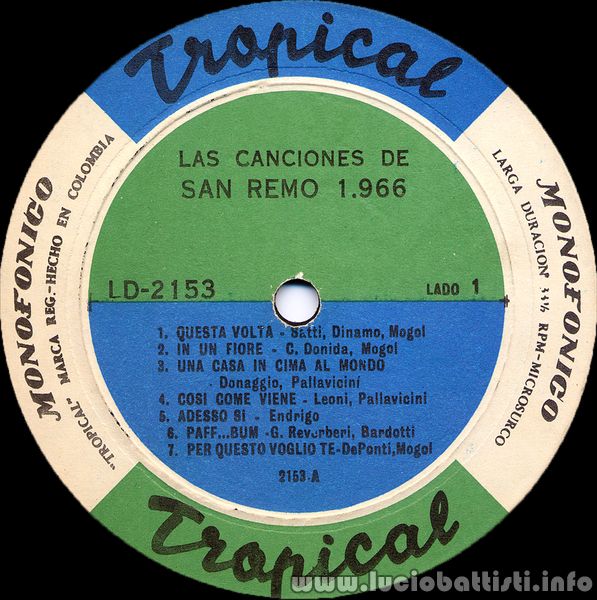 Tropical
LAS CANCIONES DE
SAN REMO 1.966
MONOFONICO
"TROPICAL" MARCA REG.-HECHO EN COLOMBIA
MONOFONICO
LARGA DURACION 33⅓ RPM-MICROSURCO
LD-2153
LADO 1
1. QUESTA VOLTA - Satti, Dinamo, Mogol
2. IN UN FIORE - C. Donida, Mogol
3. UNA CASA IN CIMA AL MONDO
Donaggio, Pallavicini
4. COSI COME VIENE - Leoni, Pallavicini
5. ADESSO SI - Endrigo
6. PAFF...BUM -G. Reverberi, Bardotti
7. PER QUESTO VOGLIO TE-DePonti,Mogol
2153-A
Tropical
www.luciobattisti.info